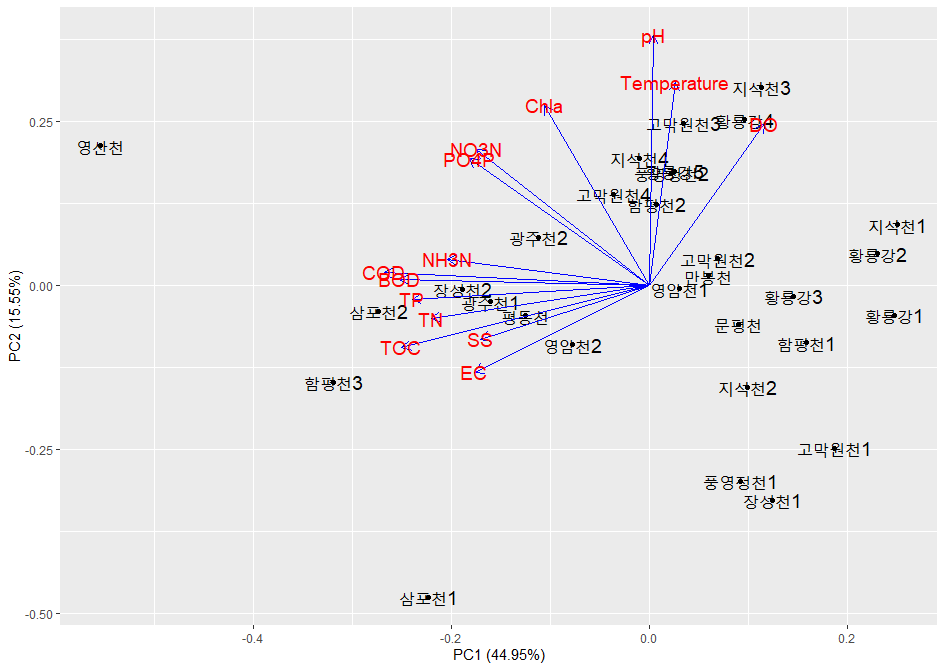 pH
Temperature
지석천3
Chla
고막원천3
황룡강4
DO
영산천
NO3N
PO4P
지석천4
풍영정천2
고막원천4
함평천2
지석천1
광주천2
황룡강2
NH3N
고막원천2
COD
BOD
마봉천
장성천2
영암천1
TP
광주천1
황룡강3
삼포천2
TN
평동천
황룡강1
문평천
SS
TOC
영암천2
함평천1
EC
함평천3
지석천2
고막원천1
풍영정천1
장성천1
삼포천1
0.25
0.00
-0.25
-0.50
PC2 (15.55%)
-0.4
-0.2
0.0
0.2
PC1 (44.95%)